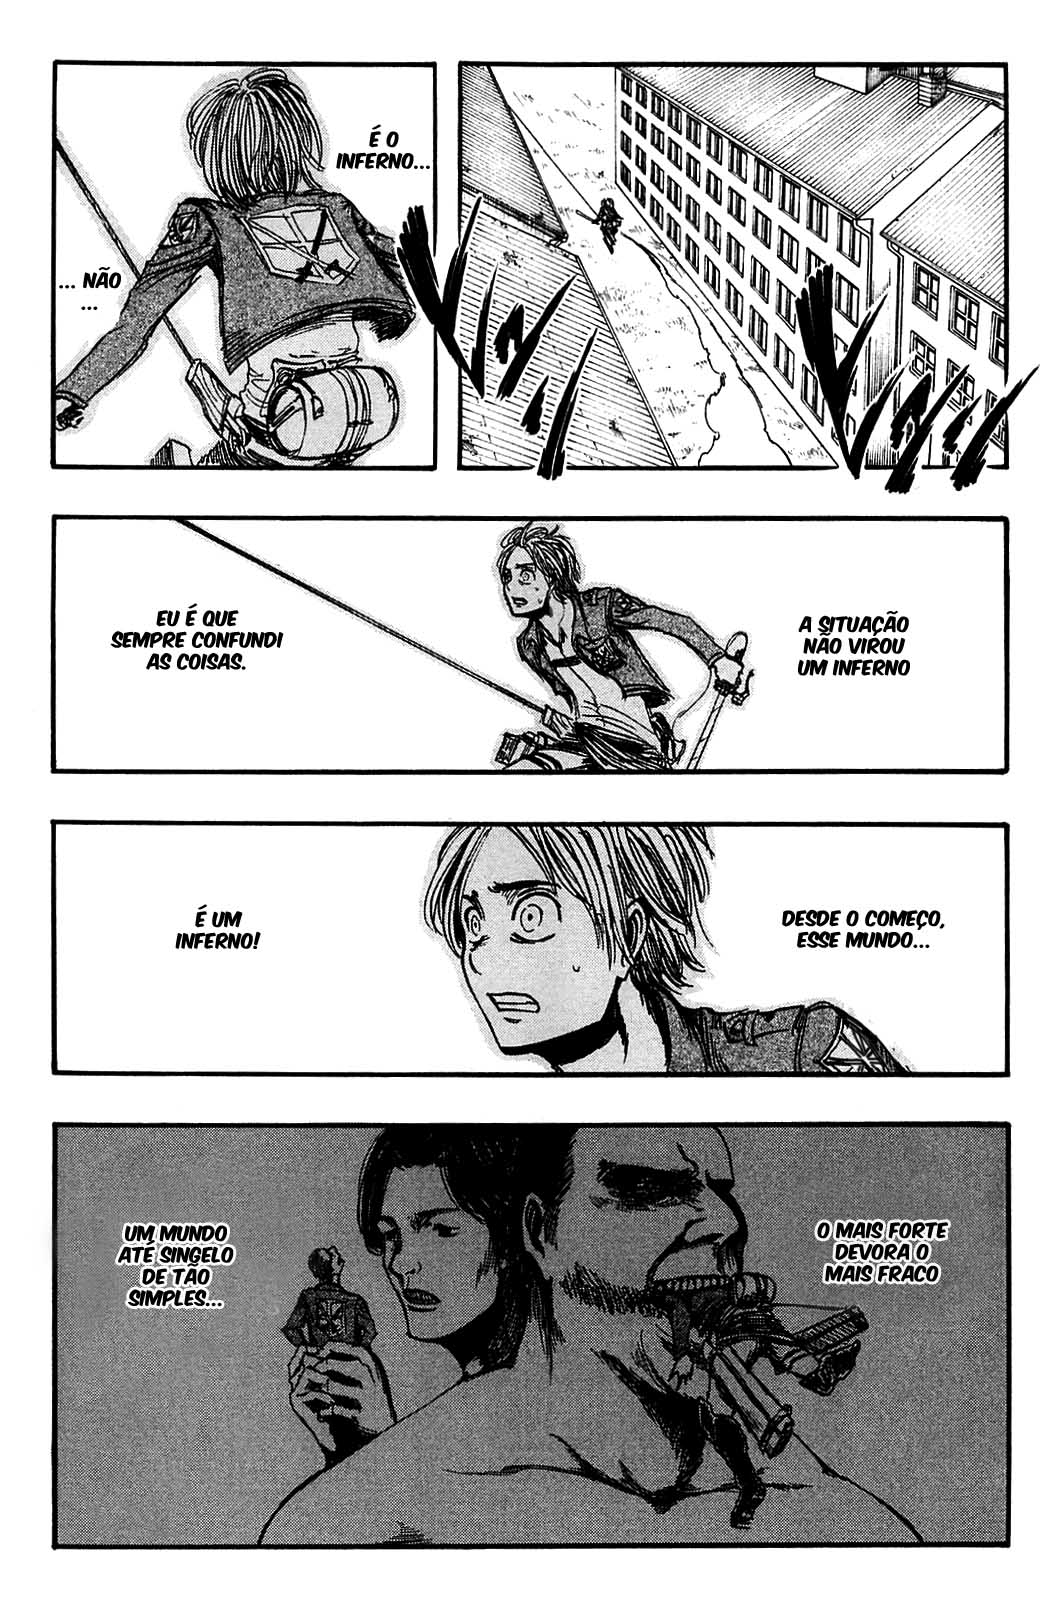 É O
INFERNO...
... NÃO
...
A SITUAÇÃO
NÃO VIROU
UM INFERNO
EU É QUE
SEMPRE CONFUNDI
AS COISAS.
DESDE O COMEÇO,
ESSE MUNDO...
É UM
INFERNO!
O MAIS FORTE
DEVORA O
MAIS FRACO
UM MUNDO
ATÉ SINGELO
DE TÃO
SIMPLES...